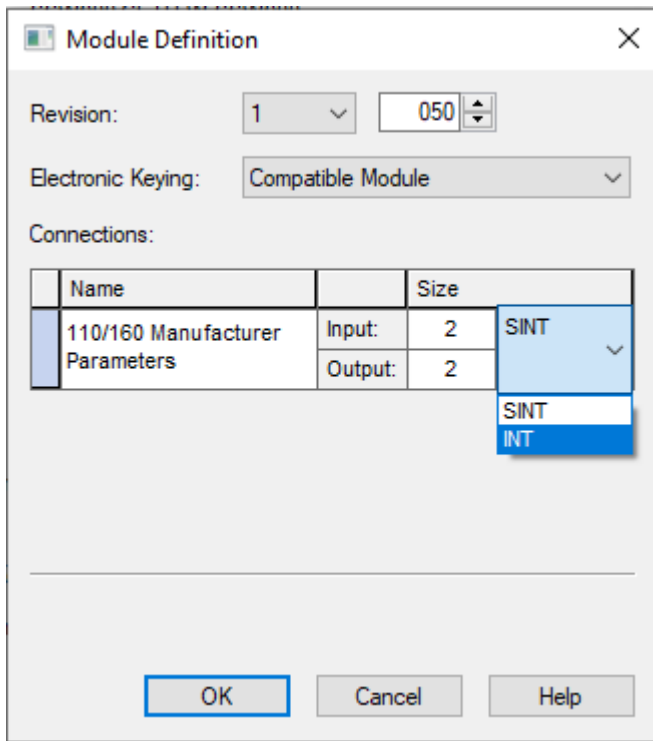 Module Definition
Revision: 1 050
Electronic Keying: Compatible Module
Connections:
Name Size
110/160 Manufacturer Parameters
Input: 2 SINT
Output: 2
SINT
INT
OK Cancel Help